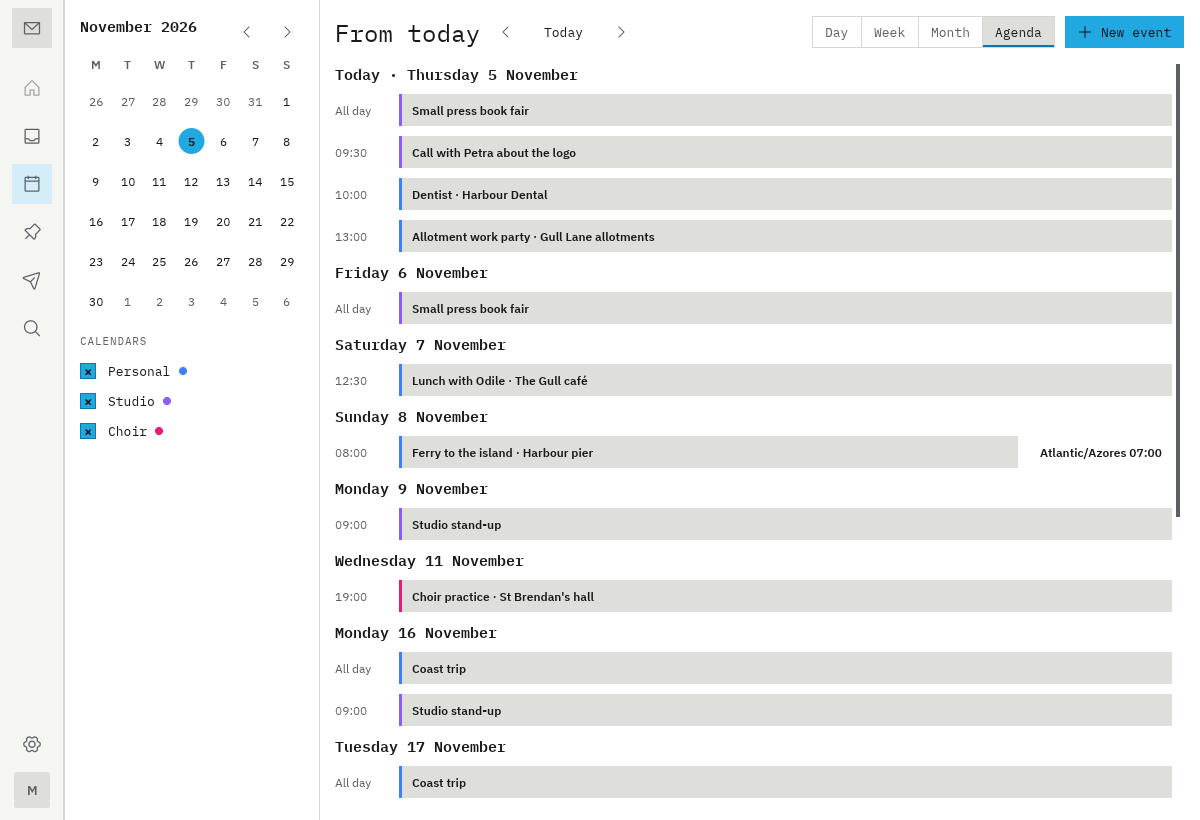 November 2026
M T W T F S S
26 27 28 29 30 31 1
2 3 4 5 6 7 8
9 10 11 12 13 14 15
16 17 18 19 20 21 22
23 24 25 26 27 28 29
30 1 2 3 4 5 6
CALENDARS
Personal
Studio
Choir
M
From today
Today
Day Week Month Agenda
New event
Today · Thursday 5 November
All day Small press book fair
09:30 Call with Petra about the logo
10:00 Dentist · Harbour Dental
13:00 Allotment work party · Gull Lane allotments
Friday 6 November
All day Small press book fair
Saturday 7 November
12:30 Lunch with Odile · The Gull café
Sunday 8 November
08:00 Ferry to the island · Harbour pier Atlantic/Azores 07:00
Monday 9 November
09:00 Studio stand-up
Wednesday 11 November
19:00 Choir practice · St Brendan's hall
Monday 16 November
All day Coast trip
09:00 Studio stand-up
Tuesday 17 November
All day Coast trip